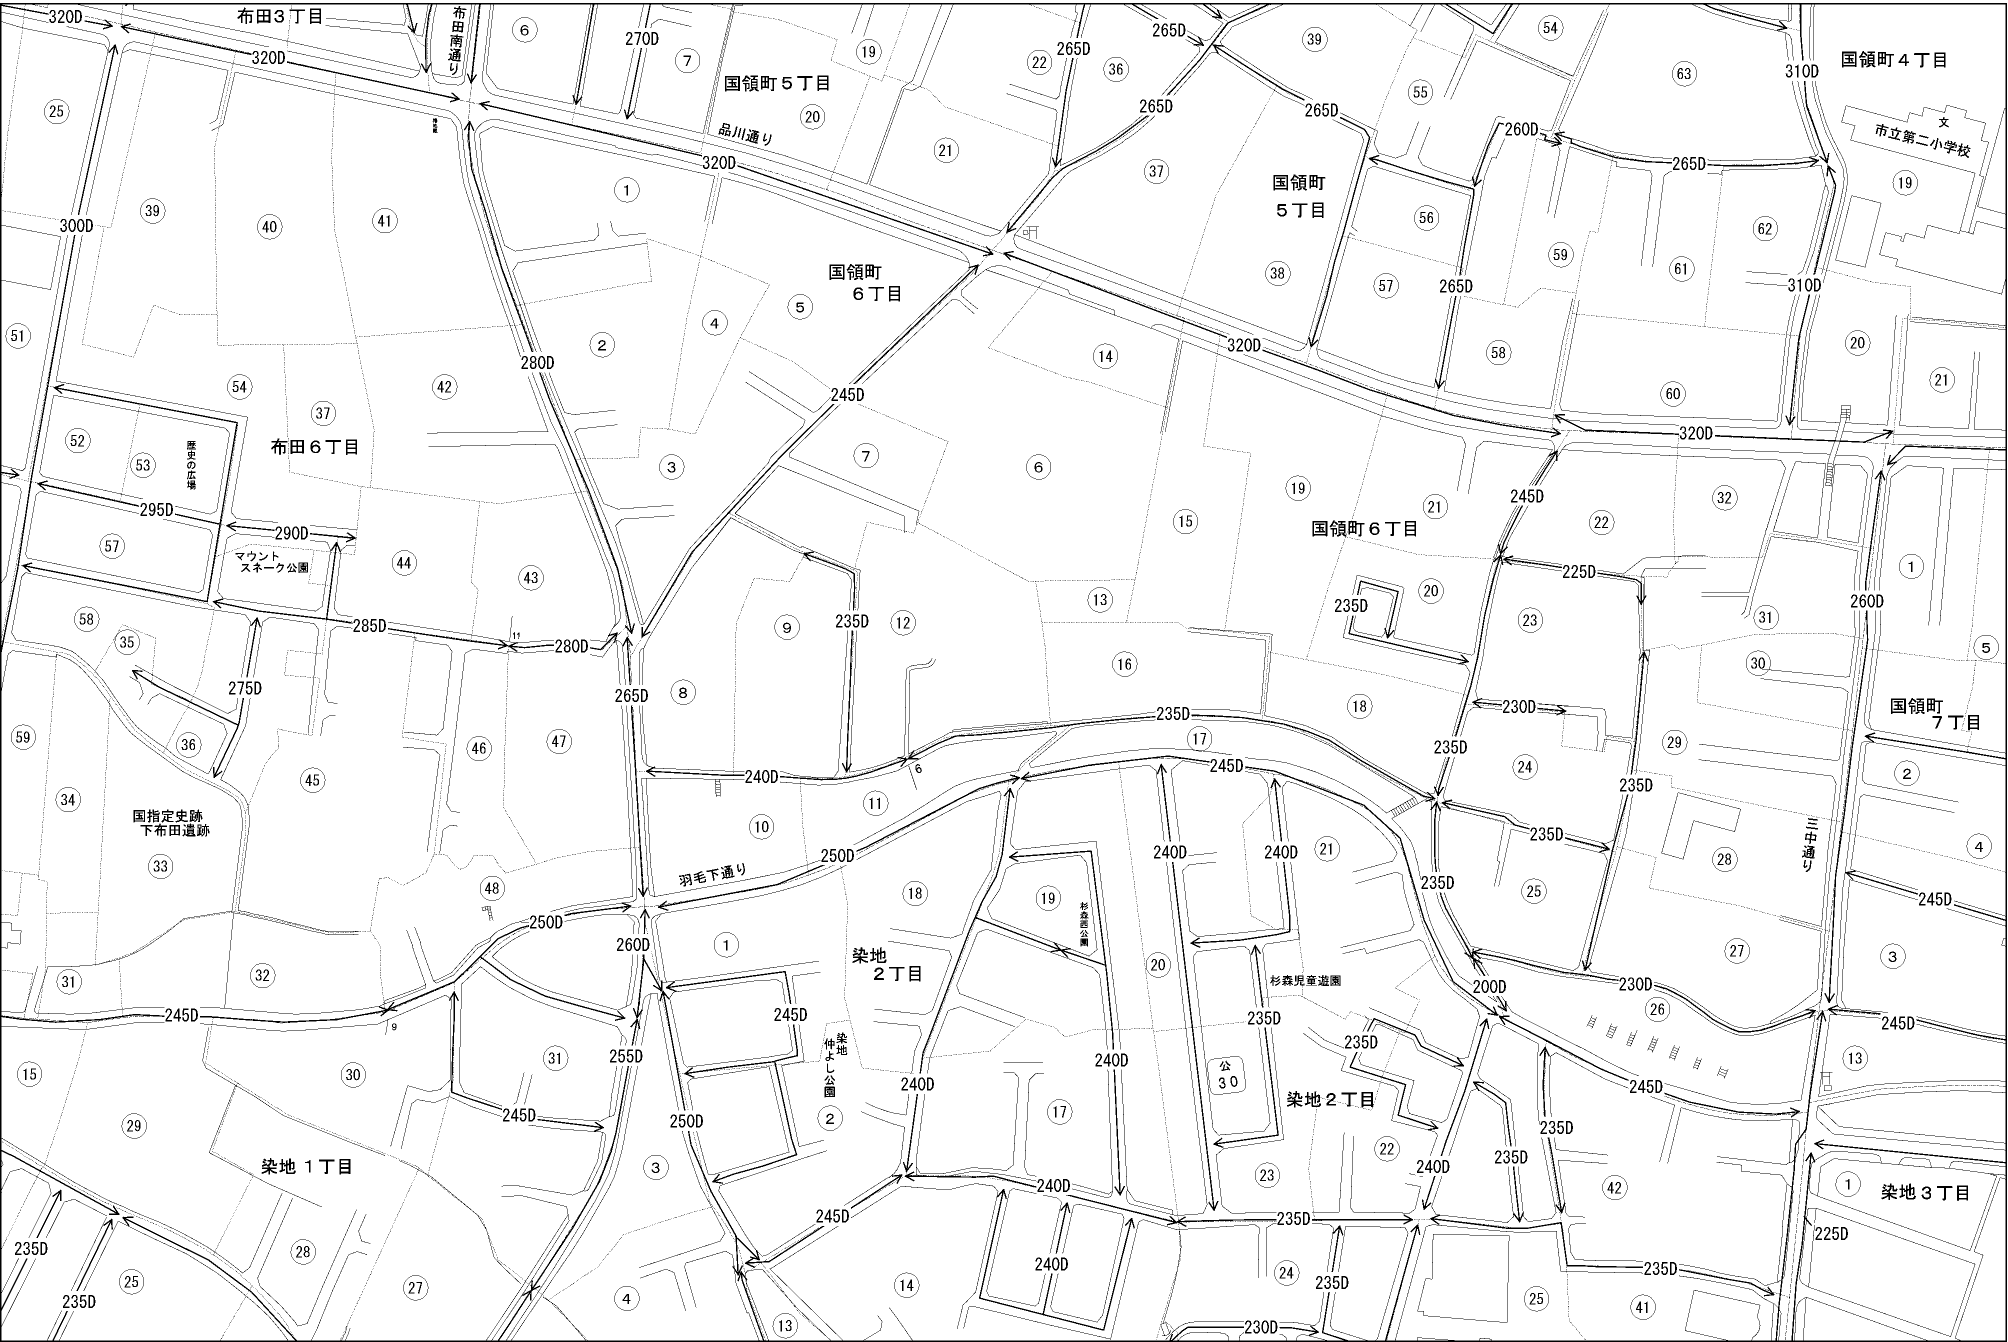 320D
布田3丁目
布田南通り
6
270D
7
19
265D
22
265D
36
39
54
63
310D
国領町4丁目
320D
国領町5丁目
20
265D
265D
55
文
市立第二小学校
25
品川通り
260D
21
320D
37
265D
19
1
国領町
5丁目
39
300D
40
41
56
62
59
61
国領町
6丁目
38
57
265D
310D
5
4
51
2
14
320D
58
20
280D
54
42
245D
21
37
60
52
53
歴史の広場
布田6丁目
320D
3
7
6
19
245D
32
295D
21
22
15
国領町6丁目
290D
57
マウント
スネーク公園
44
43
225D
1
20
13
235D
260D
58
285D
9
235D
12
23
31
35
11
280D
16
5
30
275D
265D
8
18
230D
国領町
7丁目
59
36
46
47
235D
17
235D
29
240D
6
245D
24
2
45
34
11
235D
国指定史跡
下布田遺跡
10
235D
三中通り
33
250D
240D
240D
21
28
4
羽毛下通り
235D
48
18
19
25
245D
杉森西公園
250D
260D
1
染地
2丁目
20
27
3
31
32
杉森児童遊園
230D
200D
245D
9
245D
235D
26
245D
染地
仲よし公園
235D
255D
31
15
30
240D
240D
公
30
13
245D
245D
250D
2
17
染地2丁目
29
235D
235D
染地1丁目
3
22
240D
23
42
1
染地3丁目
240D
245D
235D
235D
28
225D
25
240D
24
235D
235D
27
14
235D
4
25
41
13
230D